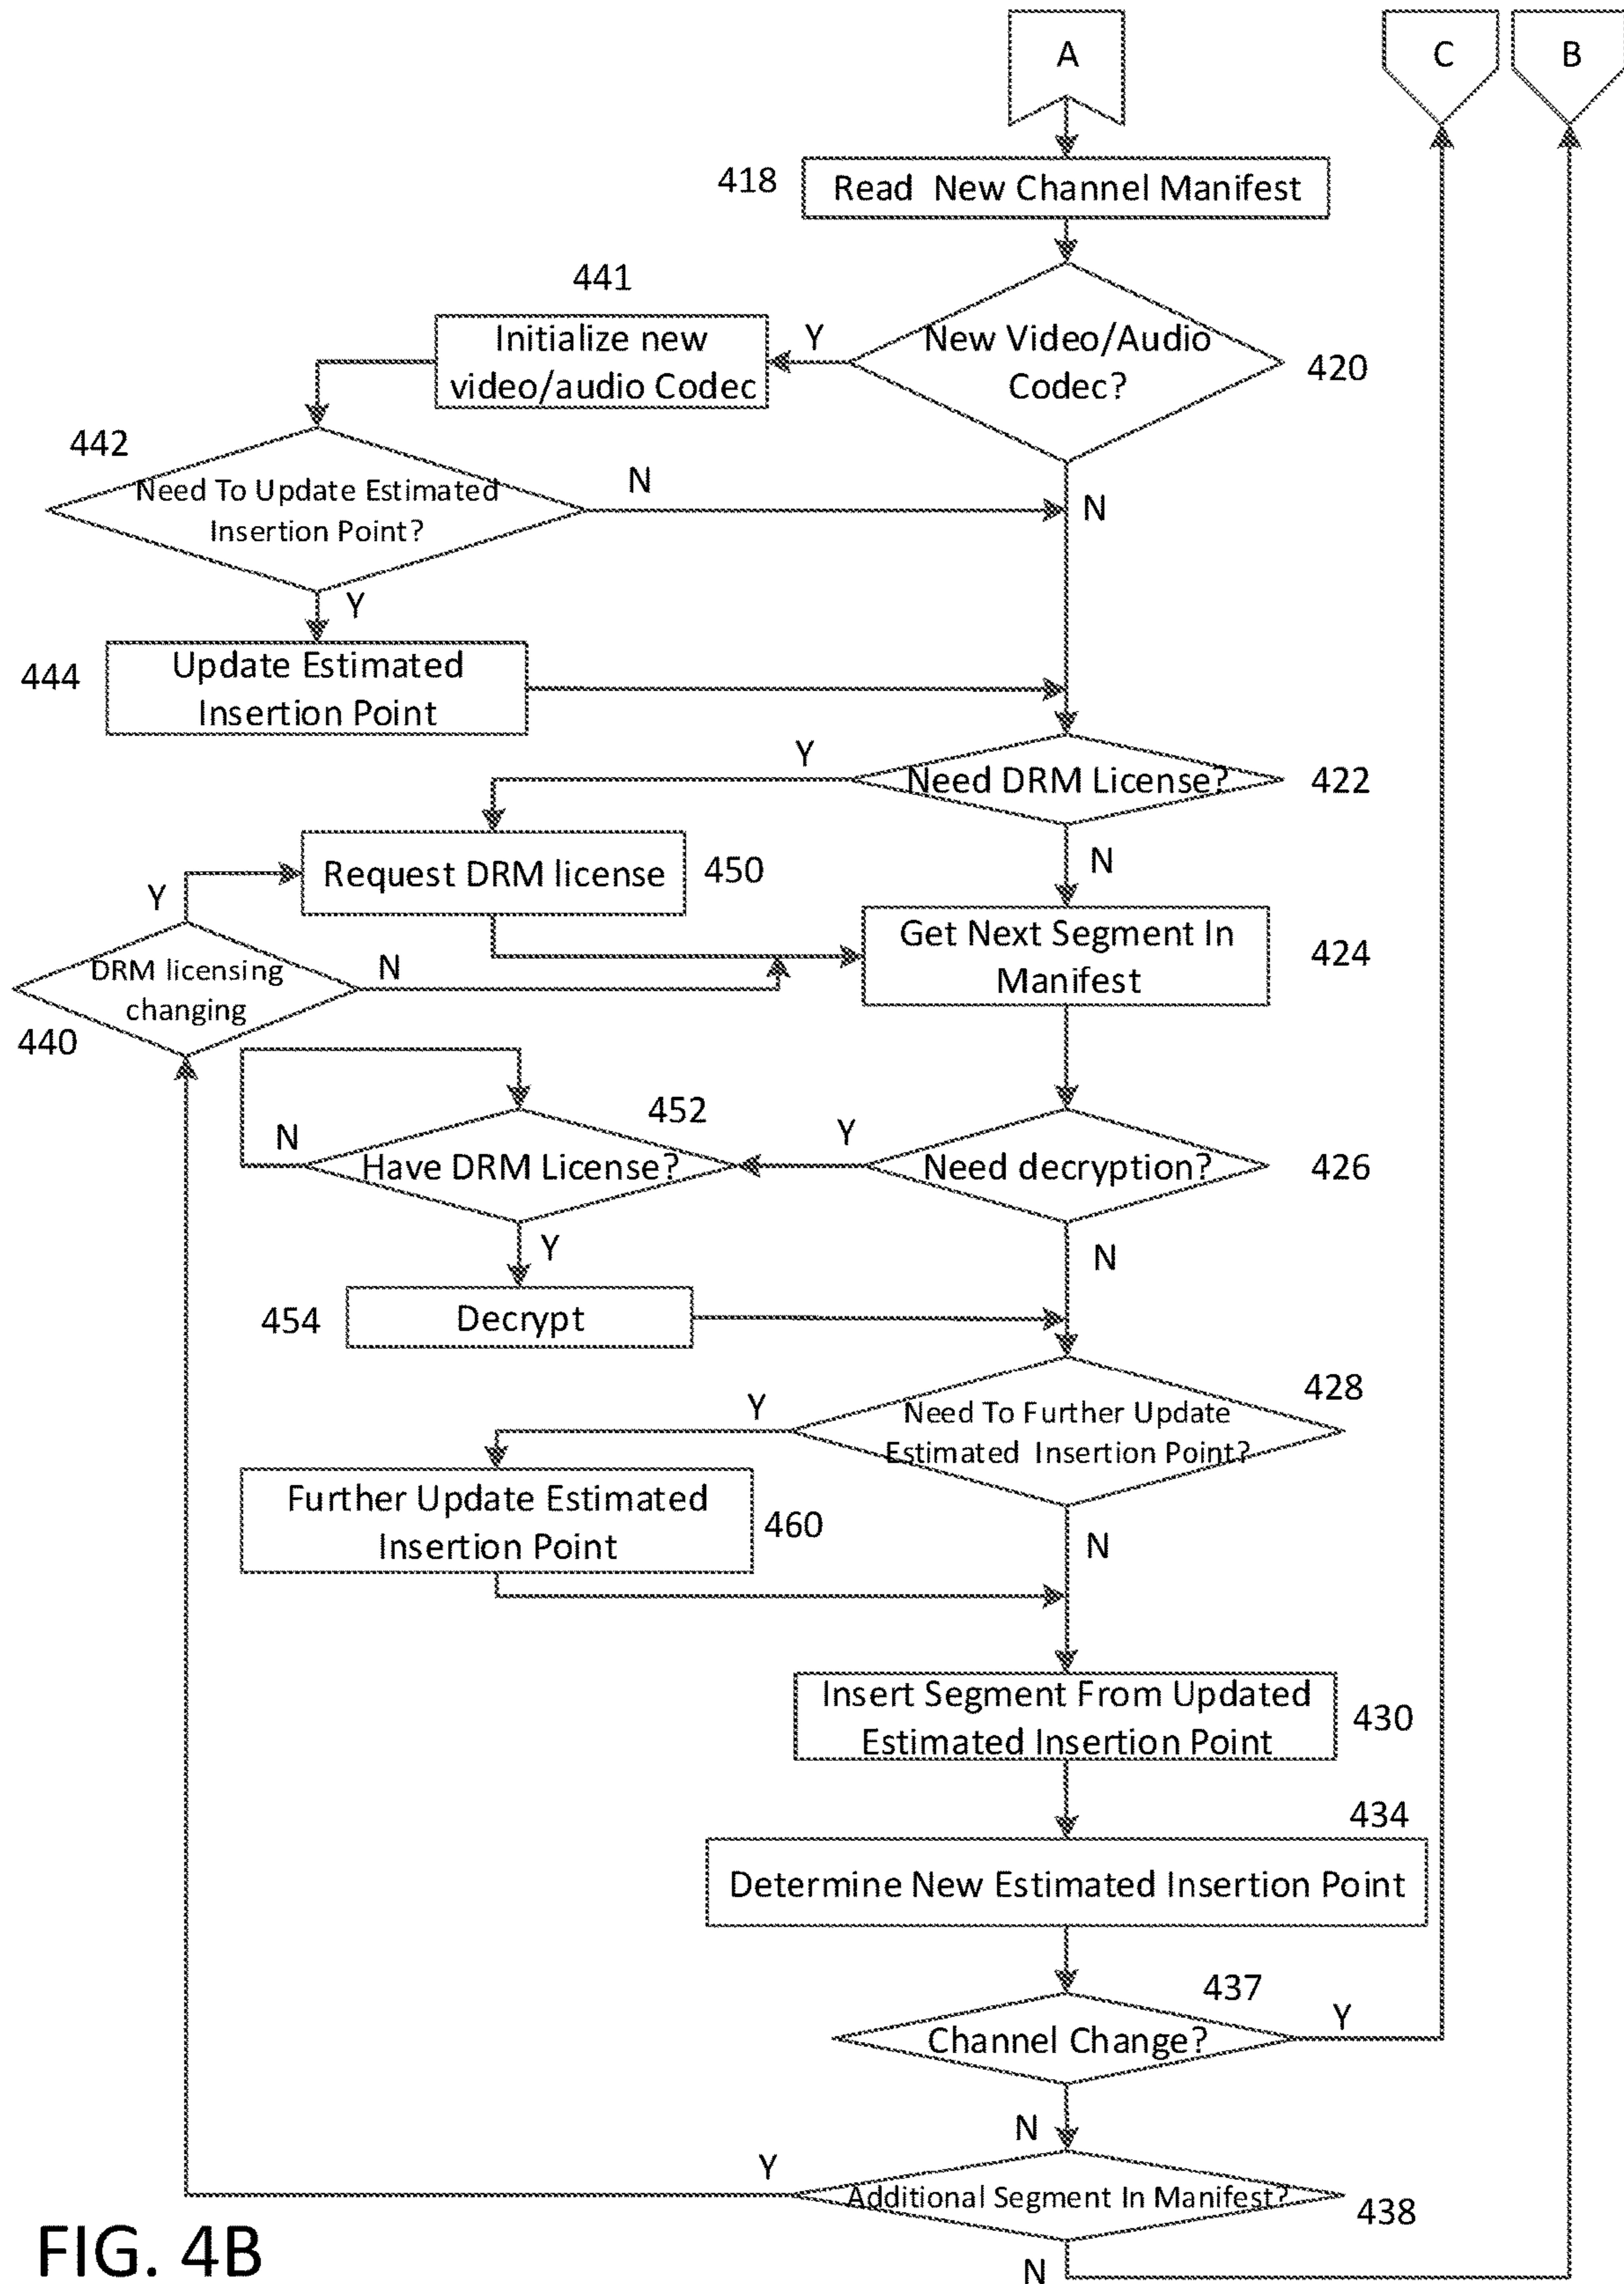 A
C
B
418
Read New Channel Manifest
441
Initialize new
video/audio Codec
Y
New Video/Audio
Codec?
420
442
Need To Update Estimated
Insertion Point?
N
N
Y
444
Update Estimated
Insertion Point
Y
Need DRM License?
422
Request DRM license
450
N
Y
Get Next Segment In
Manifest
424
DRM licensing
changing
N
440
452
N
Have DRM License?
Y
Need decryption?
426
Y
N
454
Decrypt
428
Y
Need To Further Update
Estimated Insertion Point?
Further Update Estimated
Insertion Point
460
N
Insert Segment From Updated
Estimated Insertion Point
430
434
Determine New Estimated Insertion Point
437
Channel Change?
Y
N
Y
Additional Segment In Manifest?
438
N
FIG. 4B